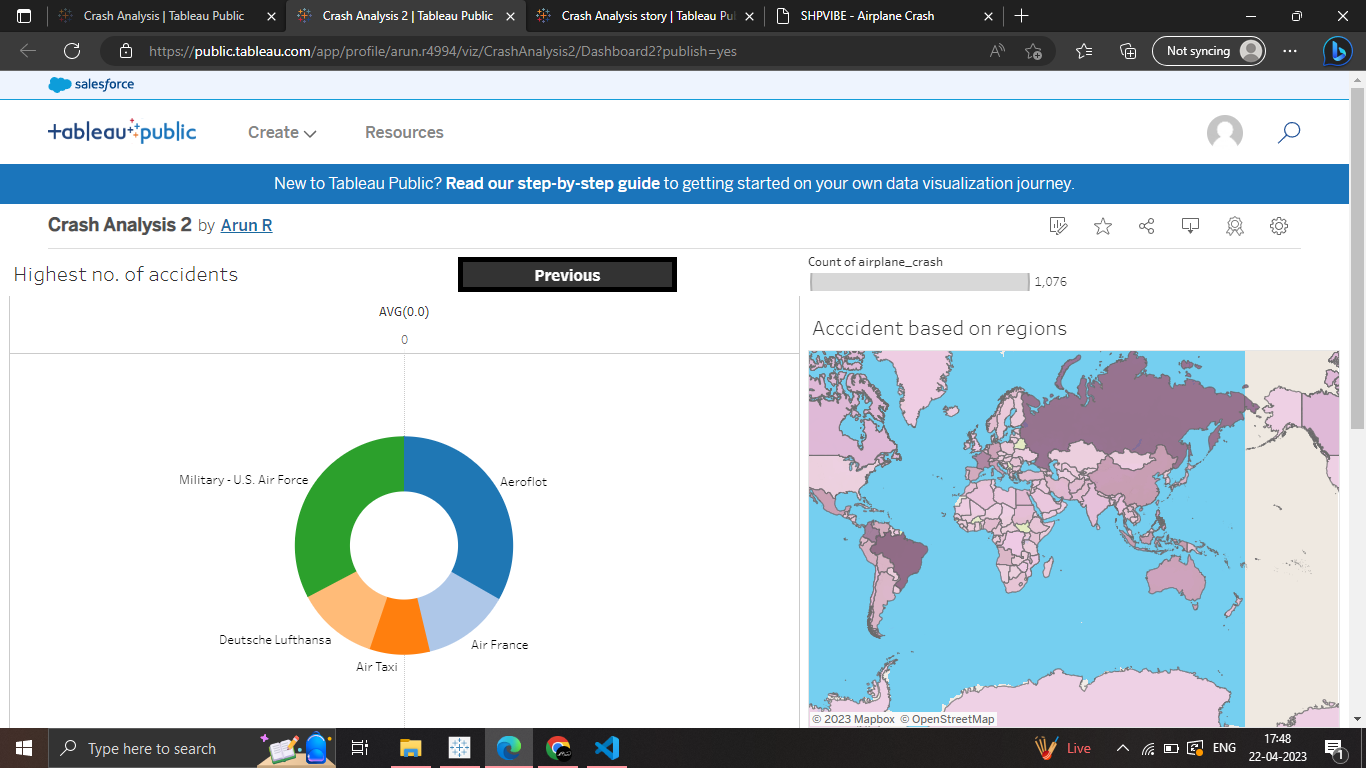 Crash Analysis | Tableau Public
Crash Analysis 2 | Tableau Public
Crash Analysis story | Tableau Pul
SHPVIBE - Airplane Crash
https://public.tableau.com/app/profile/arun.r4994/viz/CrashAnalysis2/Dashboard2?publish=yes
Not syncing
salesforce
+ableau+public
Create
Resources
New to Tableau Public? Read our step-by-step guide to getting started on your own data visualization journey.
Crash Analysis 2 by Arun R
Highest no. of accidents
Previous
AVG(0.0)
0
Military - U.S. Air Force
Aeroflot
Deutsche Lufthansa
Air France
Air Taxi
Count of airplane_crash
1,076
Acccident based on regions
© 2023 Mapbox © OpenStreetMap
Type here to search
Live
ENG
17:48
22-04-2023
1